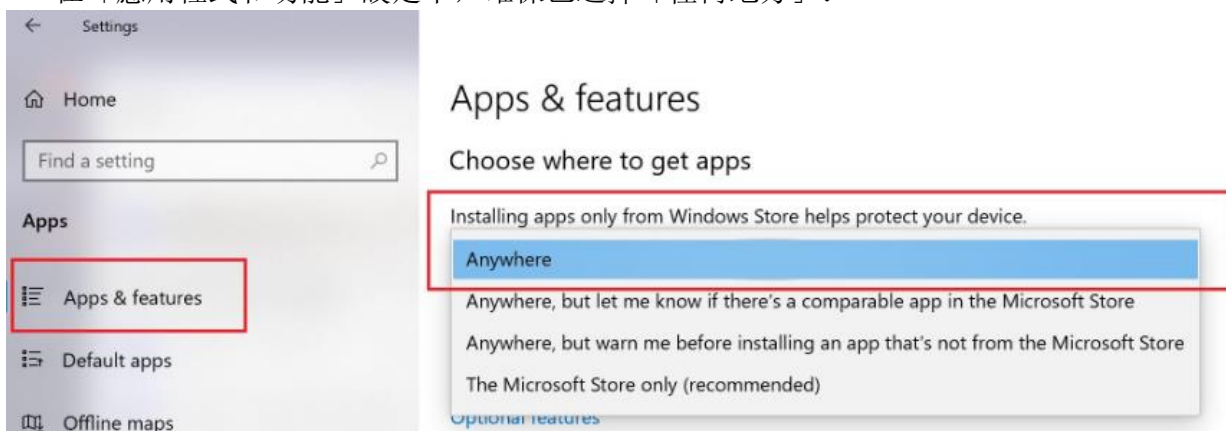 Settings
Home
Find a setting
Apps
Apps & features
Default apps
Offline maps
Apps & features
Choose where to get apps
Installing apps only from Windows Store helps protect your device.
Anywhere
Anywhere, but let me know if there's a comparable app in the Microsoft Store
Anywhere, but warn me before installing an app that's not from the Microsoft Store
The Microsoft Store only (recommended)
Optional features